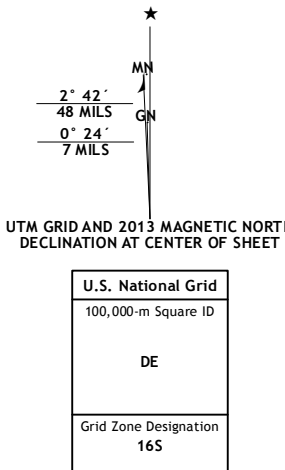 MN
2° 42´
48 MILS
GN
0° 24´
7 MILS
UTM GRID AND 2013 MAGNETIC NORTH
DECLINATION AT CENTER OF SHEET
U.S. National Grid
100,000-m Square ID
DE
Grid Zone Designation
16S